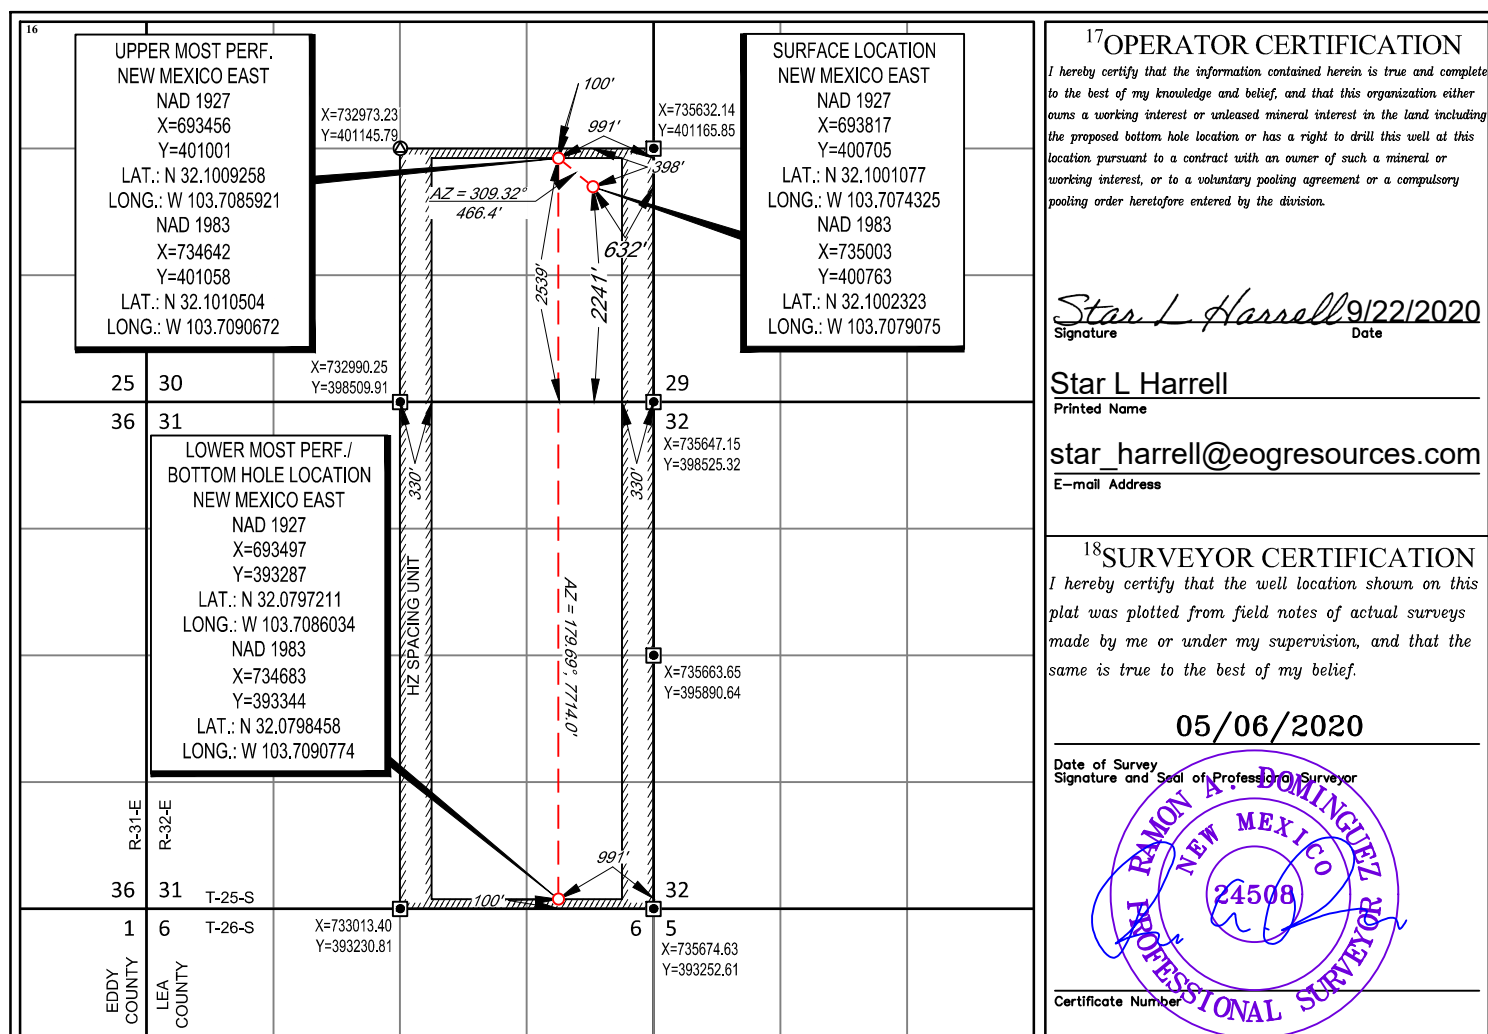 16
UPPER MOST PERF.
NEW MEXICO EAST
NAD 1927
X=693456
Y=401001
LAT.: N 32.1009258
LONG.: W 103.7085921
NAD 1983
X=734642
Y=401058
LAT.: N 32.1010504
LONG.: W 103.7090672
X=732973.23
Y=401145.79
100'
991'
X=735632.14
Y=401165.85
398'
AZ = 309.32°
466.4'
632'
2539'
2241'
SURFACE LOCATION
NEW MEXICO EAST
NAD 1927
X=693817
Y=400705
LAT.: N 32.1001077
LONG.: W 103.7074325
NAD 1983
X=735003
Y=400763
LAT.: N 32.1002323
LONG.: W 103.7079075
X=732990.25
Y=398509.91
25 30
29
36 31
32
X=735647.15
Y=398525.32
330'
330'
LOWER MOST PERF./
BOTTOM HOLE LOCATION
NEW MEXICO EAST
NAD 1927
X=693497
Y=393287
LAT.: N 32.0797211
LONG.: W 103.7086034
NAD 1983
X=734683
Y=393344
LAT.: N 32.0798458
LONG.: W 103.7090774
HZ SPACING UNIT
AZ = 179.69°, 7714.0'
X=735663.65
Y=395890.64
R-31-E
R-32-E
991'
100'
36 31
T-25-S
32
1 6
T-26-S
6 5
X=733013.40
Y=393230.81
X=735674.63
Y=393252.61
EDDY
COUNTY
LEA
COUNTY
17OPERATOR CERTIFICATION
I hereby certify that the information contained herein is true and complete
to the best of my knowledge and belief, and that this organization either
owns a working interest or unleased mineral interest in the land including
the proposed bottom hole location or has a right to drill this well at this
location pursuant to a contract with an owner of such a mineral or
working interest, or to a voluntary pooling agreement or a compulsory
pooling order heretofore entered by the division.
Star L Harrell 9/22/2020
Signature Date
Star L Harrell
Printed Name
star_harrell@eogresources.com
E-mail Address
18SURVEYOR CERTIFICATION
I hereby certify that the well location shown on this
plat was plotted from field notes of actual surveys
made by me or under my supervision, and that the
same is true to the best of my belief.
05/06/2020
Date of Survey
Signature and Seal of Professional Surveyor
RAMON A. DOMINGUEZ
NEW MEXICO
24508
PROFESSIONAL SURVEYOR
Certificate Number